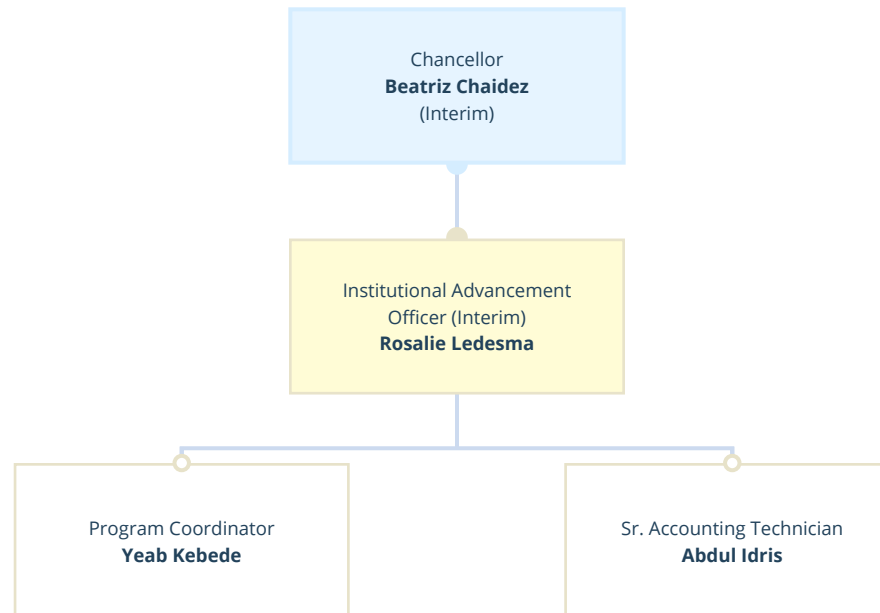 Chancellor
Beatriz Chaidez
(Interim)
Institutional Advancement
Officer (Interim)
Rosalie Ledesma
Program Coordinator
Yeab Kebede
Sr. Accounting Technician
Abdul Idris